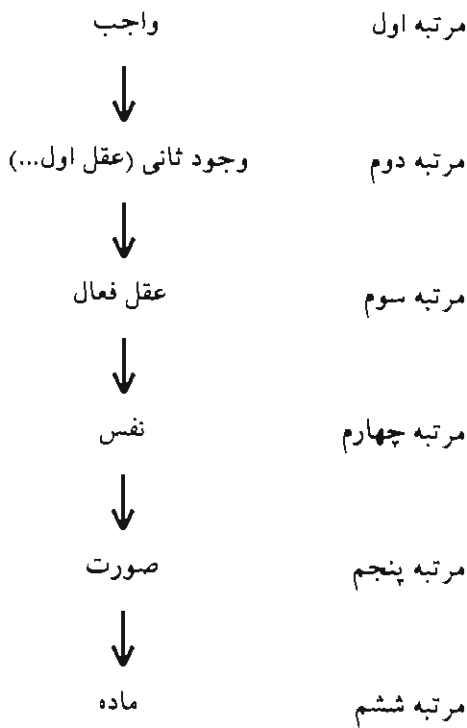 مرتبه اول واجب
مرتبه دوم وجود ثانی (عقل اول...)
مرتبه سوم عقل فعال
مرتبه چهارم نفس
مرتبه پنجم صورت
مرتبه ششم ماده